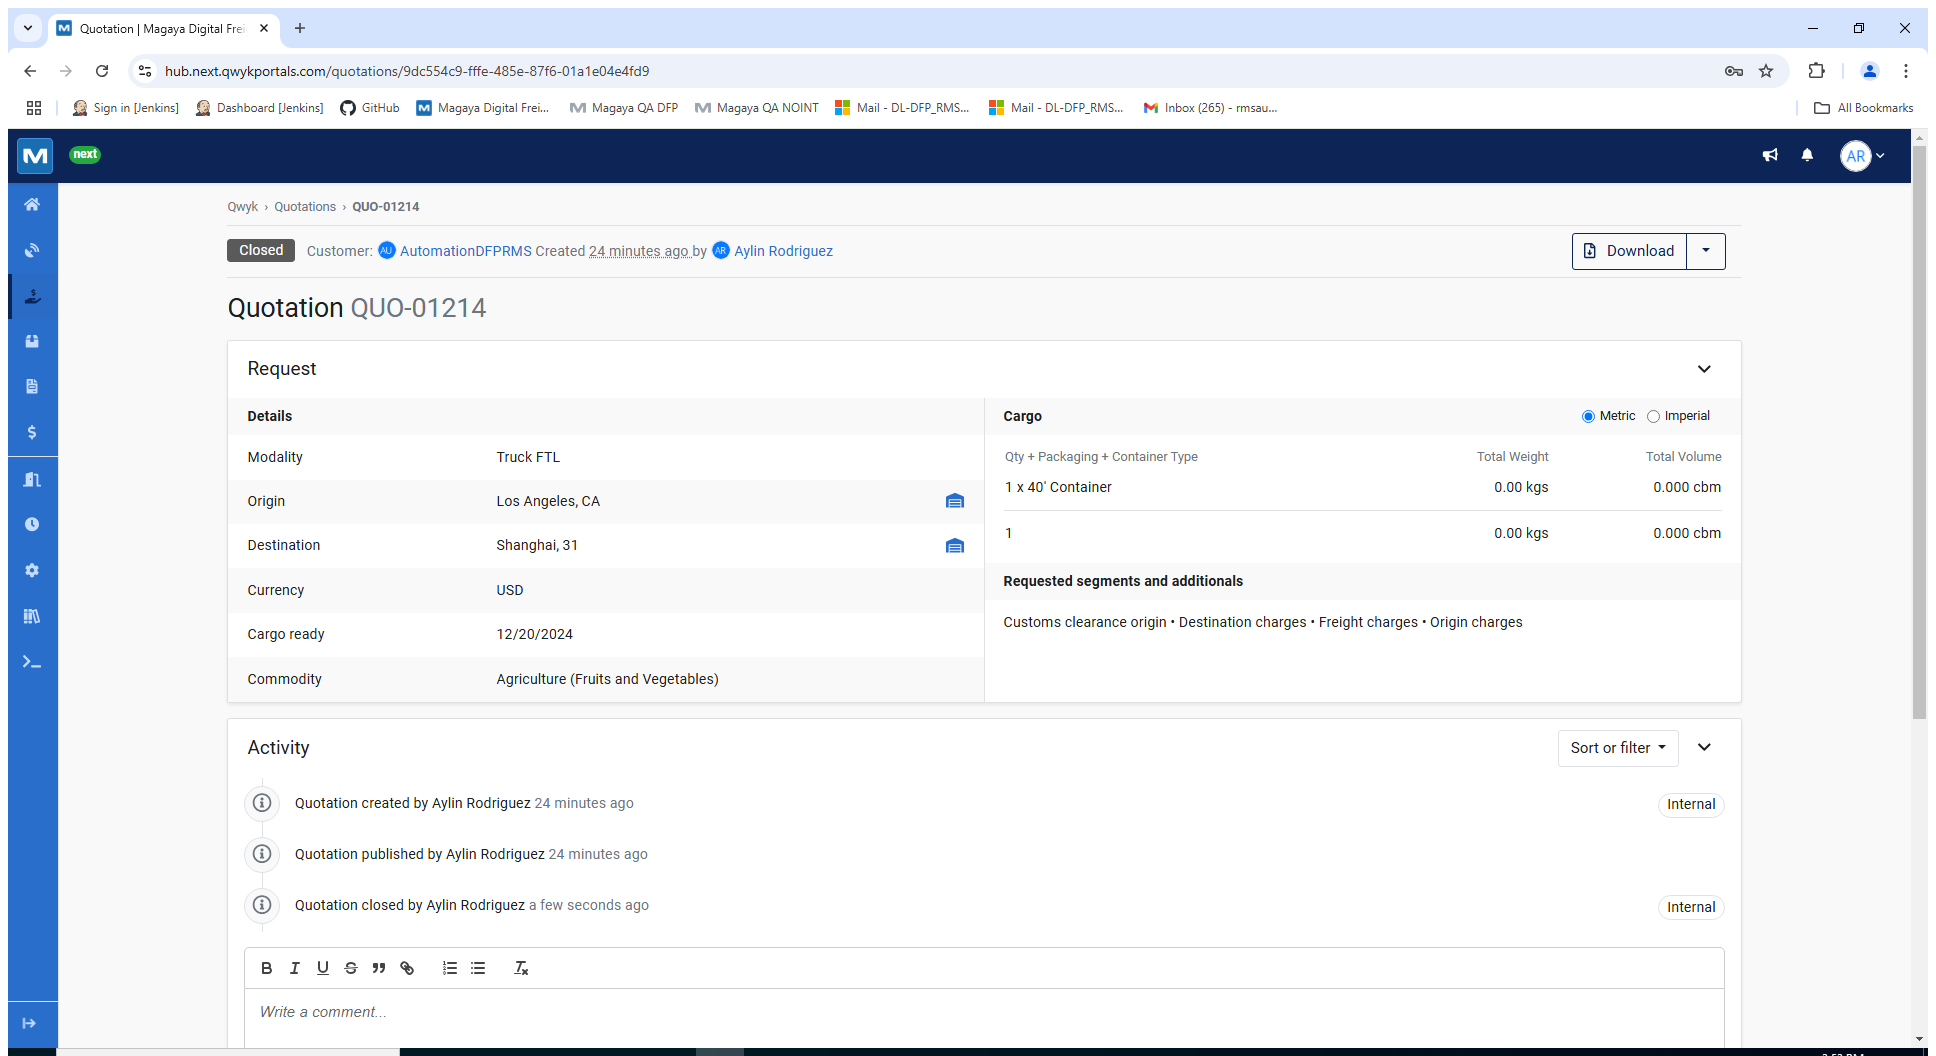 Quotation | Magaya Digital Frei
hub.next.qwykportals.com/quotations/9dc554c9-fffe-485e-87f6-01a1e04e4fd9
Sign in [Jenkins]
Dashboard [Jenkins]
GitHub
Magaya Digital Frei...
Magaya QA DFP
Magaya QA NOINT
Mail - DL-DFP_RMS...
Mail - DL-DFP_RMS...
Inbox (265) - rmsau...
All Bookmarks
M
next
AR
Qwyk › Quotations › QUO-01214
Closed
Customer: AU AutomationDFPRMS Created 24 minutes ago by AR Aylin Rodriguez
Download
Quotation QUO-01214
Request
Details
Modality Truck FTL
Origin Los Angeles, CA
Destination Shanghai, 31
Currency USD
Cargo ready 12/20/2024
Commodity Agriculture (Fruits and Vegetables)
Cargo
Metric
Imperial
Qty + Packaging + Container Type Total Weight Total Volume
1 x 40' Container 0.00 kgs 0.000 cbm
1 0.00 kgs 0.000 cbm
Requested segments and additionals
Customs clearance origin • Destination charges • Freight charges • Origin charges
Activity
Sort or filter
Quotation created by Aylin Rodriguez 24 minutes ago
Internal
Quotation published by Aylin Rodriguez 24 minutes ago
Quotation closed by Aylin Rodriguez a few seconds ago
Internal
Write a comment...